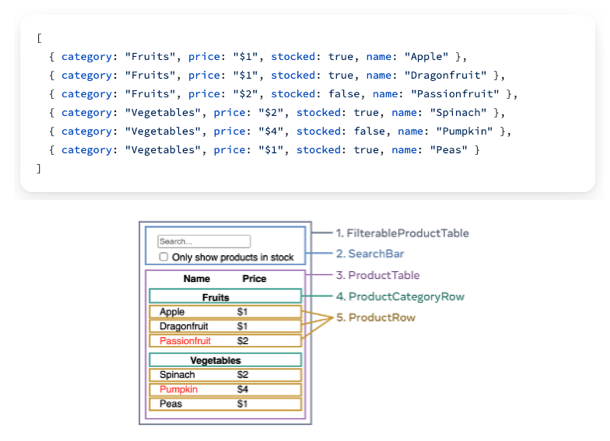 [
{ category: "Fruits", price: "$1", stocked: true, name: "Apple" },
{ category: "Fruits", price: "$1", stocked: true, name: "Dragonfruit" },
{ category: "Fruits", price: "$2", stocked: false, name: "Passionfruit" },
{ category: "Vegetables", price: "$2", stocked: true, name: "Spinach" },
{ category: "Vegetables", price: "$4", stocked: false, name: "Pumpkin" },
{ category: "Vegetables", price: "$1", stocked: true, name: "Peas" }
]
Search...
Only show products in stock
Name Price
Fruits
Apple $1
Dragonfruit $1
Passionfruit $2
Vegetables
Spinach $2
Pumpkin $4
Peas $1
1. FilterableProductTable
2. SearchBar
3. ProductTable
4. ProductCategoryRow
5. ProductRow